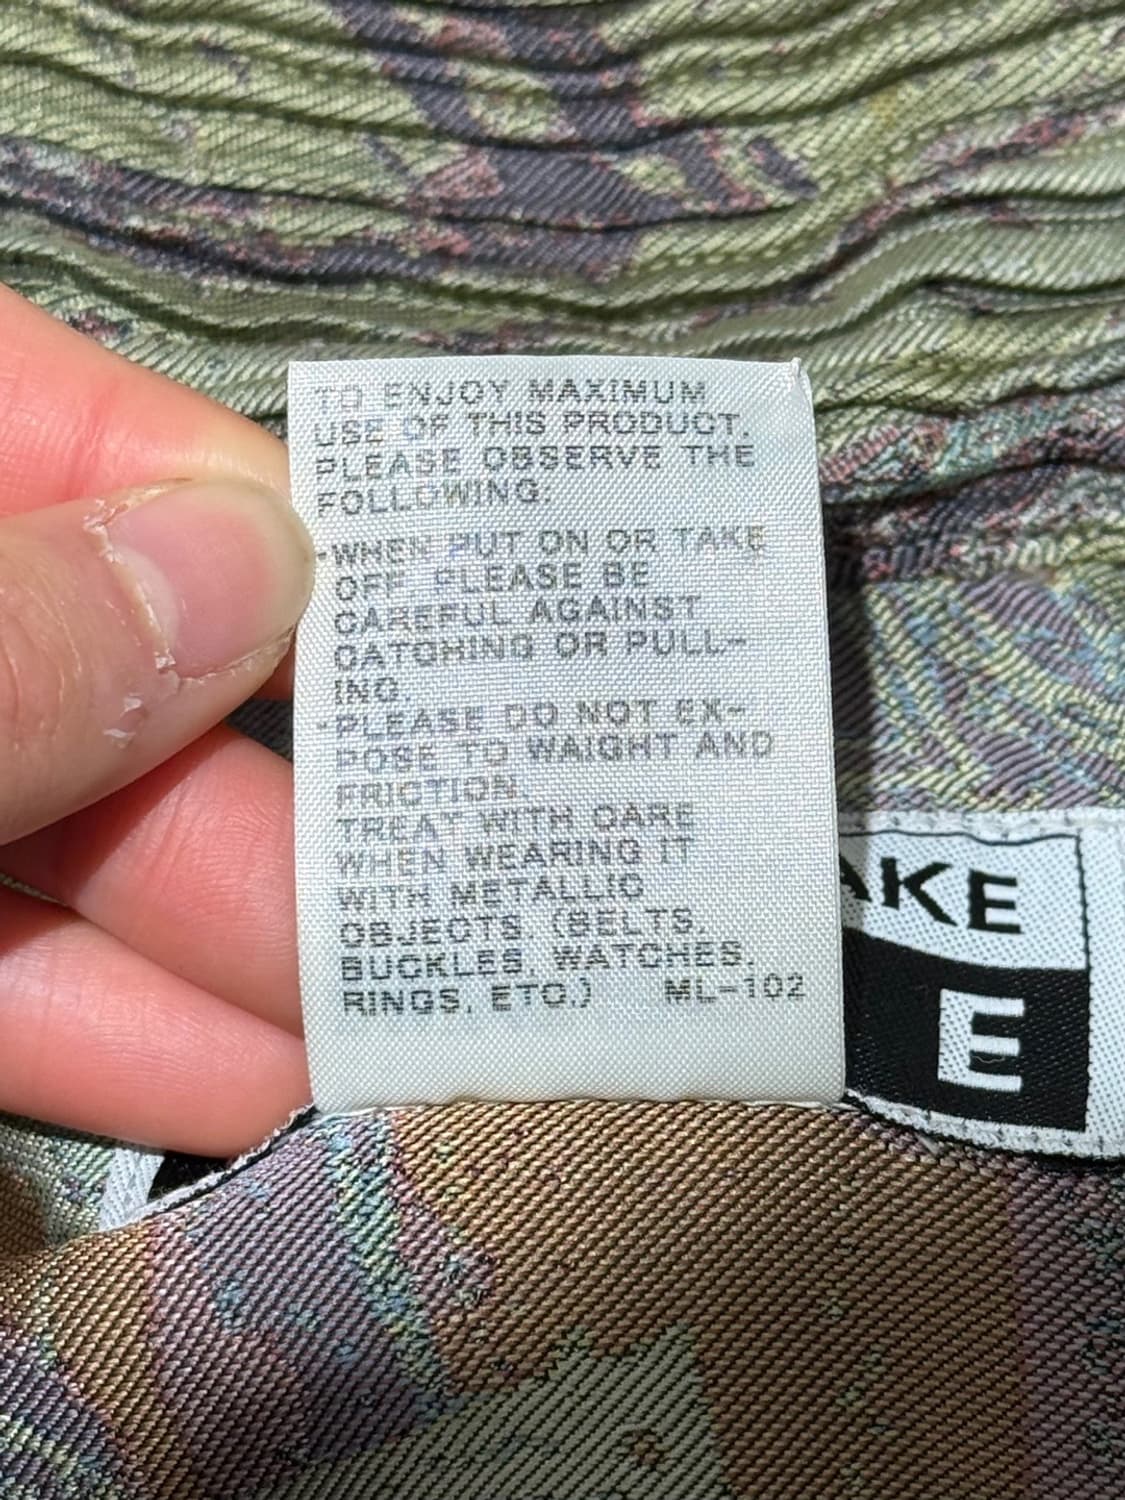 TO ENJOY MAXIMUM
USE OF THIS PRODUCT,
PLEASE OBSERVE THE
FOLLOWING:
·WHEN PUT ON OR TAKE
OFF, PLEASE BE
CAREFUL AGAINST
CATCHING OR PULL-
ING.
·PLEASE DO NOT EX-
POSE TO WAIGHT AND
FRICTION.
TREAT WITH CARE
WHEN WEARING IT
WITH METALLIC
OBJECTS. (BELTS,
BUCKLES, WATCHES,
RINGS, ETC.) ML-102
AKE
E